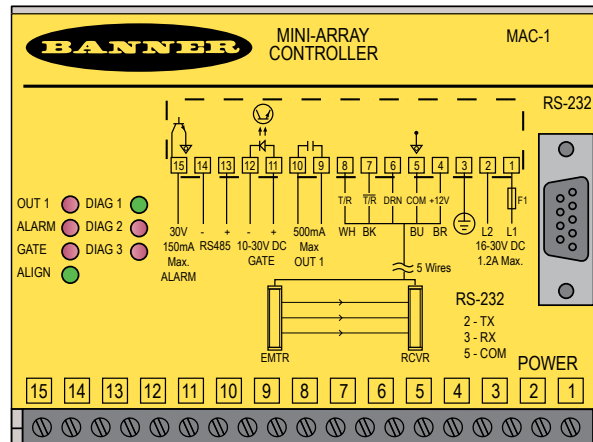 BANNER
MINI-ARRAY
CONTROLLER
MAC-1
RS-232
15 14 13 12 11 10 9 8 7 6 5 4 3 2 1
T/R T/R DRN COM +12V F1
30V - + - + 500mA WH BK BU BR L2 L1
150mA RS485 10-30V DC Max 16-30V DC
Max. GATE OUT 1 1.2A Max.
ALARM
OUT 1 DIAG 1
ALARM DIAG 2
GATE DIAG 3
ALIGN
5 Wires
EMTR RCVR
RS-232
2 - TX
3 - RX
5 - COM
POWER
15 14 13 12 11 10 9 8 7 6 5 4 3 2 1